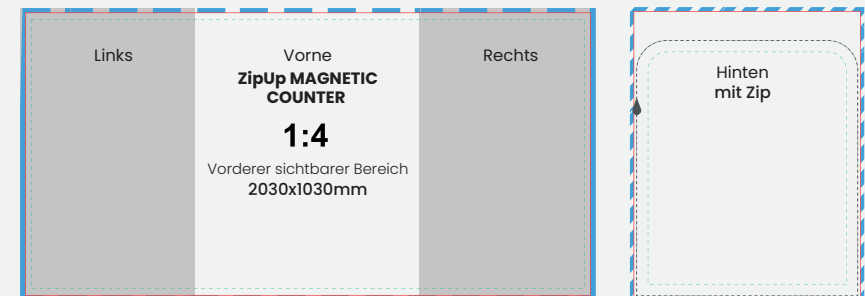 Links
Vorne
Rechts
ZipUp MAGNETIC
COUNTER
1:4
Vorderer sichtbarer Bereich
2030x1030mm
Hinten
mit Zip